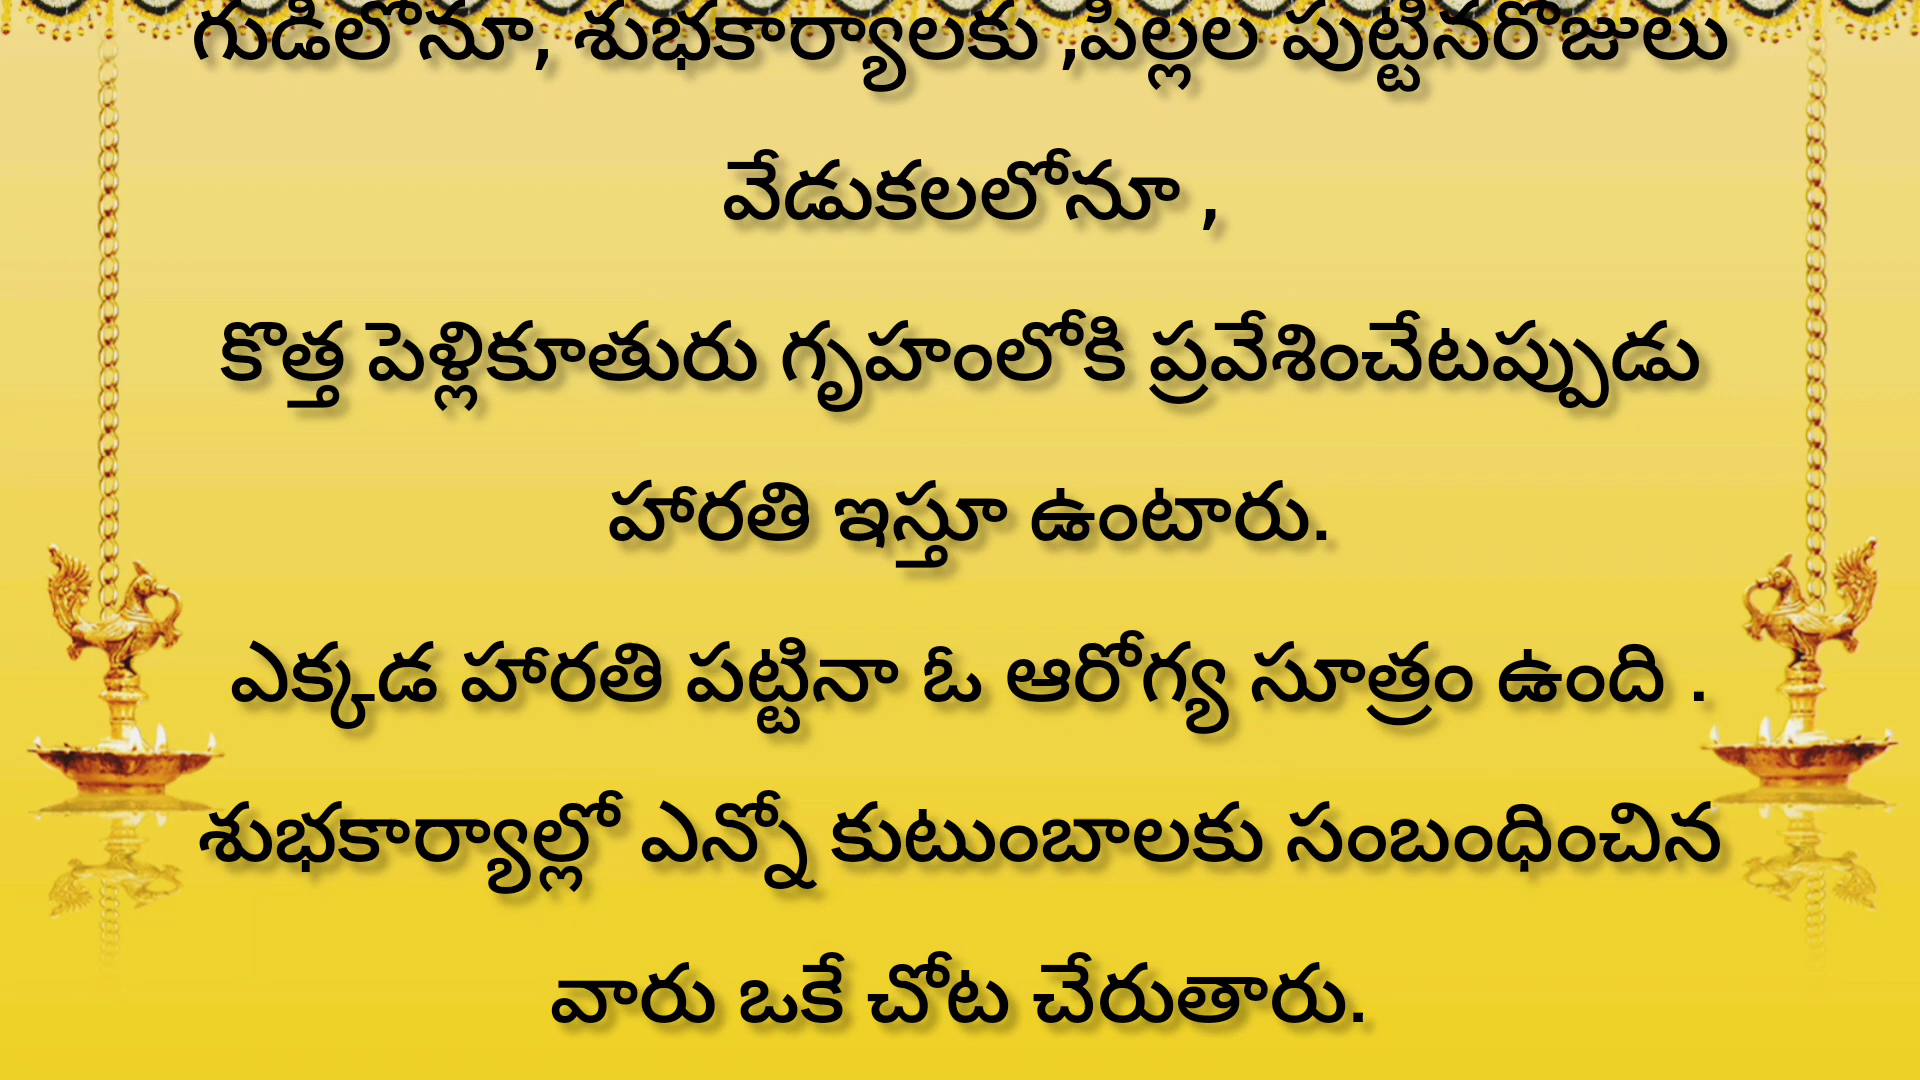 గుడిలోనూ, శుభకార్యాలకు ,పిల్లల పుట్టినరోజులు
వేడుకలలోనూ ,
కొత్త పెళ్లికూతురు గృహంలోకి ప్రవేశించేటప్పుడు
హారతి ఇస్తూ ఉంటారు.
ఎక్కడ హారతి పట్టినా ఓ ఆరోగ్య సూత్రం ఉంది .
శుభకార్యాల్లో ఎన్నో కుటుంబాలకు సంబంధించిన
వారు ఒకే చోట చేరుతారు.